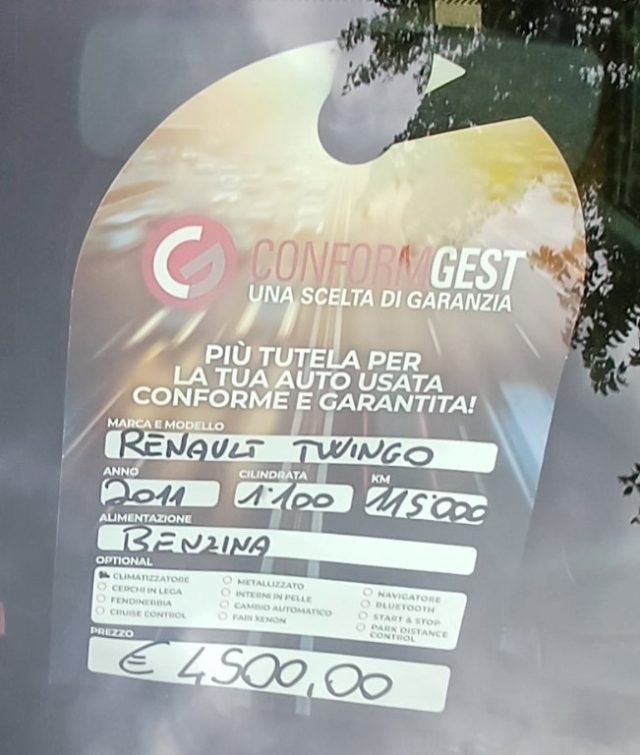 CG CONFORMGEST
UNA SCELTA DI GARANZIA
PIÙ TUTELA PER
LA TUA AUTO USATA
CONFORME E GARANTITA!
MARCA E MODELLO
RENAULT TWINGO
ANNO CILINDRATA KM
2011 1·100 115·000
ALIMENTAZIONE
BENZINA
OPTIONAL
CLIMATIZZATORE METALLIZZATO NAVIGATORE
CERCHI IN LEGA INTERNI IN PELLE BLUETOOTH
FENDINEBBIA CAMBIO AUTOMATICO START & STOP
CRUISE CONTROL FARI XENON PARK DISTANCE
CONTROL
PREZZO
€ 4500,00